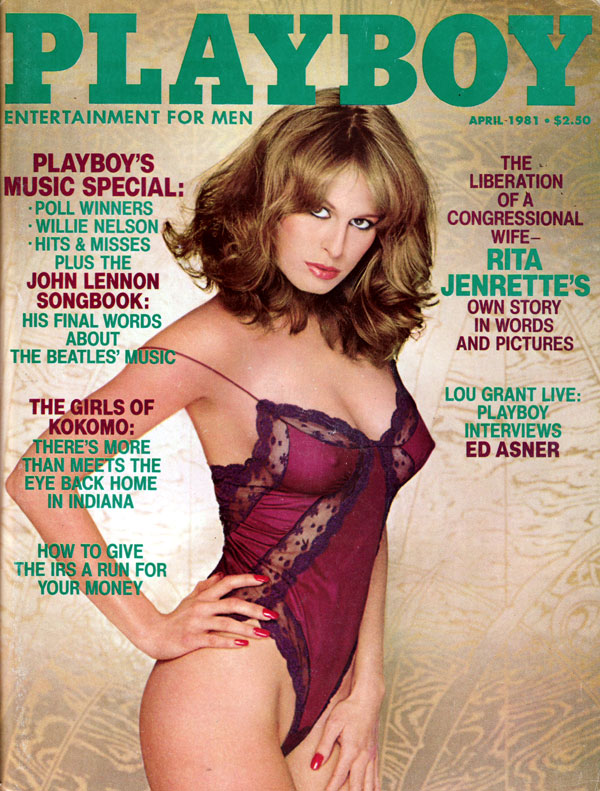 PLAYBOY
ENTERTAINMENT FOR MEN
APRIL·1981 • $2.50
PLAYBOY'S
MUSIC SPECIAL:
·POLL WINNERS
·WILLIE NELSON
·HITS & MISSES
PLUS THE
JOHN LENNON
SONGBOOK:
HIS FINAL WORDS
ABOUT
THE BEATLES' MUSIC
THE GIRLS OF
KOKOMO:
THERE'S MORE
THAN MEETS THE
EYE BACK HOME
IN INDIANA
HOW TO GIVE
THE IRS A RUN FOR
YOUR MONEY
THE
LIBERATION
OF A
CONGRESSIONAL
WIFE–
RITA
JENRETTE'S
OWN STORY
IN WORDS
AND PICTURES
LOU GRANT LIVE:
PLAYBOY
INTERVIEWS
ED ASNER